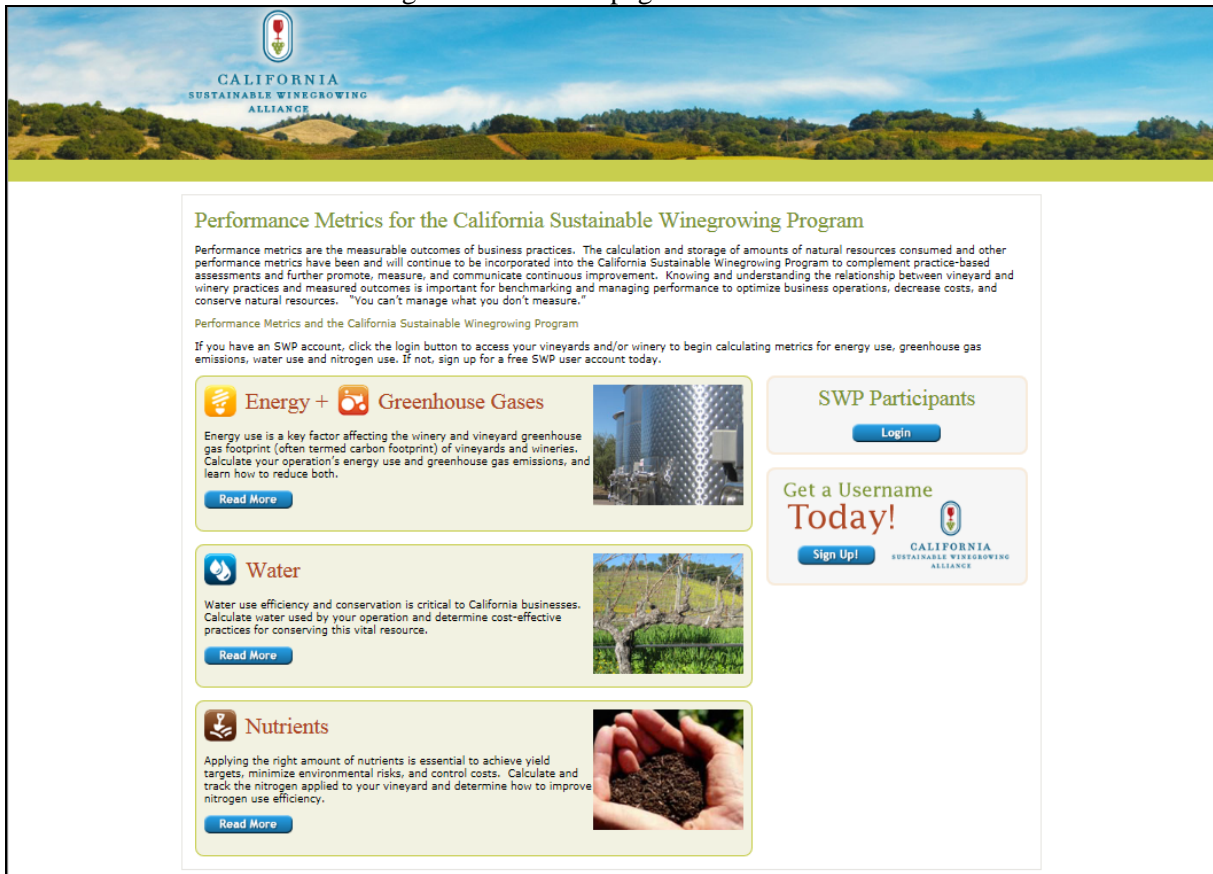 CALIFORNIA
SUSTAINABLE WINEGROWING
ALLIANCE
Performance Metrics for the California Sustainable Winegrowing Program
Performance metrics are the measurable outcomes of business practices. The calculation and storage of amounts of natural resources consumed and other
performance metrics have been and will continue to be incorporated into the California Sustainable Winegrowing Program to complement practice-based
assessments and further promote, measure, and communicate continuous improvement. Knowing and understanding the relationship between vineyard and
winery practices and measured outcomes is important for benchmarking and managing performance to optimize business operations, decrease costs, and
conserve natural resources. "You can't manage what you don't measure."
Performance Metrics and the California Sustainable Winegrowing Program
If you have an SWP account, click the login button to access your vineyards and/or winery to begin calculating metrics for energy use, greenhouse gas
emissions, water use and nitrogen use. If not, sign up for a free SWP user account today.
Energy + Greenhouse Gases
Energy use is a key factor affecting the winery and vineyard greenhouse
gas footprint (often termed carbon footprint) of vineyards and wineries.
Calculate your operation's energy use and greenhouse gas emissions, and
learn how to reduce both.
Read More
Water
Water use efficiency and conservation is critical to California businesses.
Calculate water used by your operation and determine cost-effective
practices for conserving this vital resource.
Read More
Nutrients
Applying the right amount of nutrients is essential to achieve yield
targets, minimize environmental risks, and control costs. Calculate and
track the nitrogen applied to your vineyard and determine how to improve
nitrogen use efficiency.
Read More
SWP Participants
Login
Get a Username
Today!
Sign Up!
CALIFORNIA
SUSTAINABLE WINEGROWING
ALLIANCE